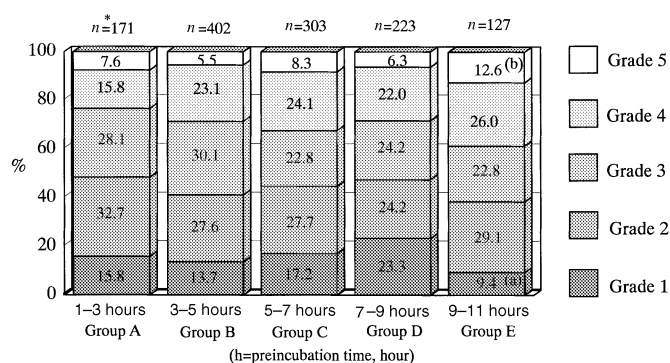 n=171* n=402 n=303 n=223 n=127
100
80
60
40
20
0
%
7.6 5.5 8.3 6.3 12.6 (b)
15.8 23.1 24.1 22.0 26.0
28.1 30.1 22.8 24.2 22.8
32.7 27.6 27.7 24.2 29.1
15.8 13.7 17.2 23.3 9.4 (a)
Grade 5
Grade 4
Grade 3
Grade 2
Grade 1
1–3 hours 3–5 hours 5–7 hours 7–9 hours 9–11 hours
Group A Group B Group C Group D Group E
(h=preincubation time, hour)